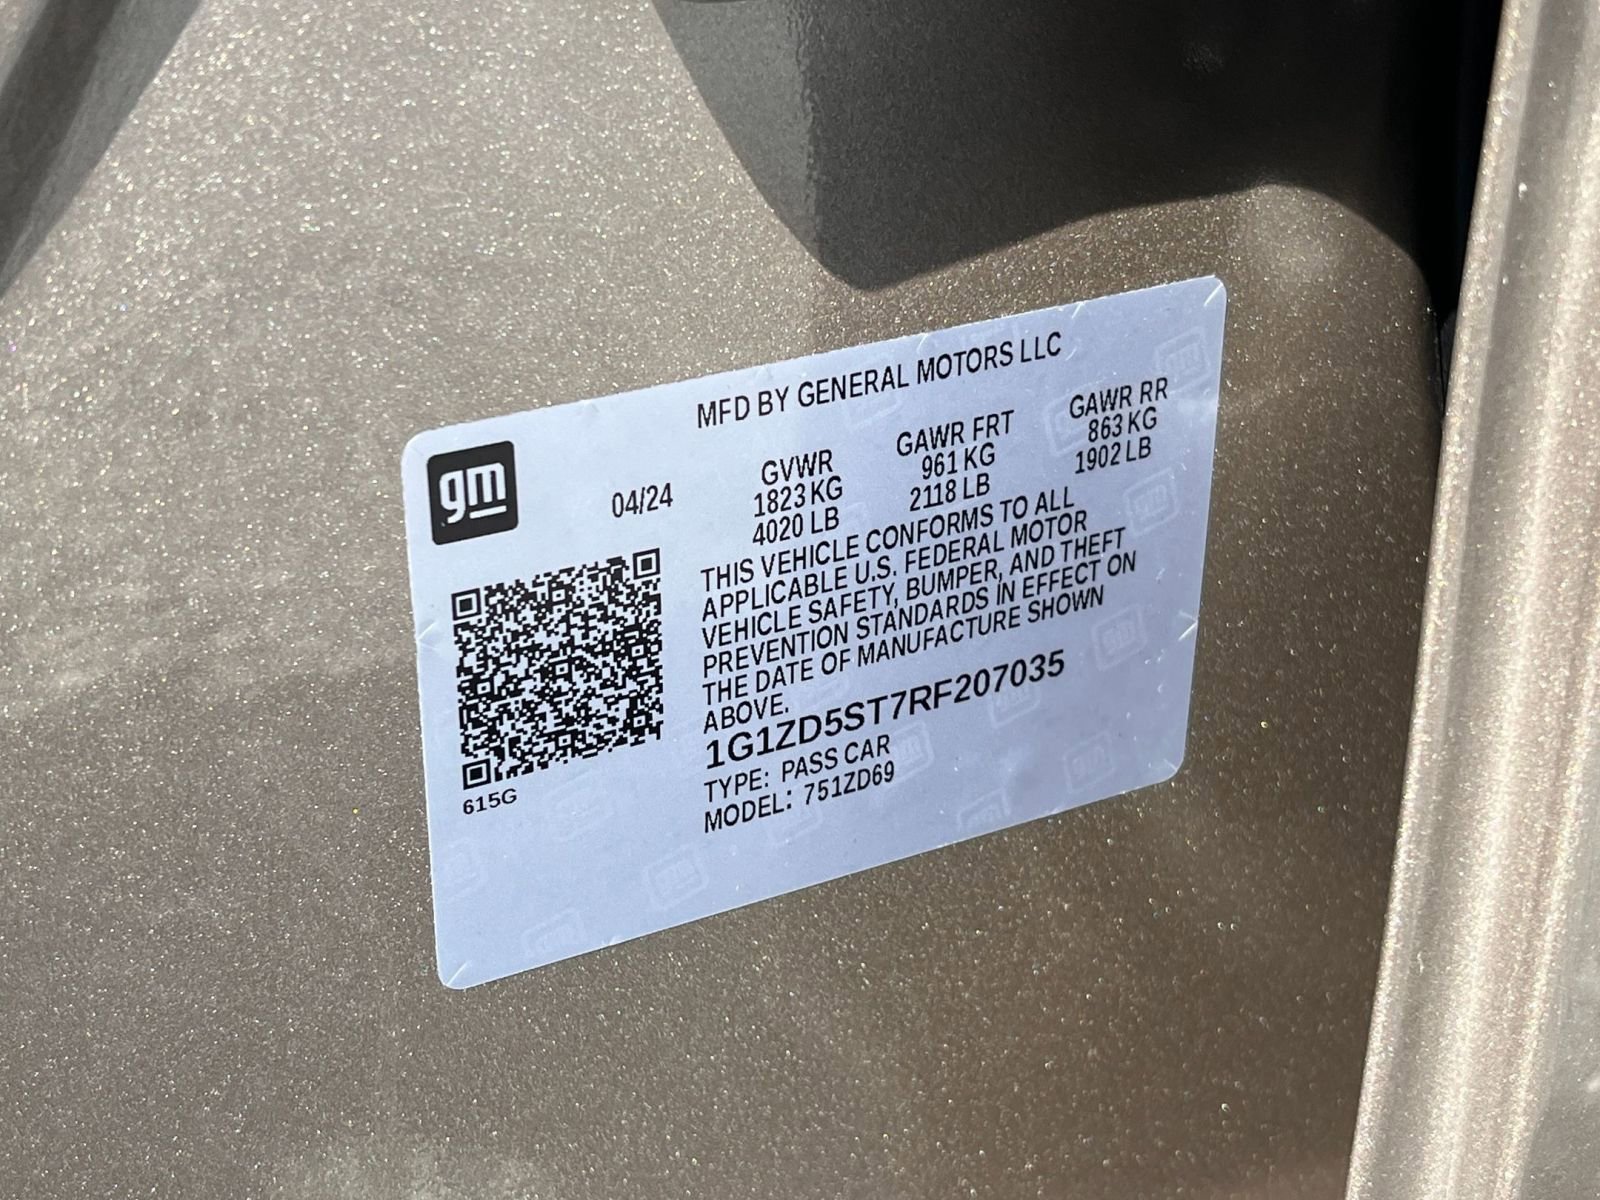 MFD BY GENERAL MOTORS LLC
gm
04/24
GVWR
1823 KG
4020 LB
GAWR FRT
961 KG
2118 LB
GAWR RR
863 KG
1902 LB
THIS VEHICLE CONFORMS TO ALL
APPLICABLE U.S. FEDERAL MOTOR
VEHICLE SAFETY, BUMPER, AND THEFT
PREVENTION STANDARDS IN EFFECT ON
THE DATE OF MANUFACTURE SHOWN
ABOVE.
1G1ZD5ST7RF207035
TYPE: PASS CAR
MODEL: 751ZD69
615G